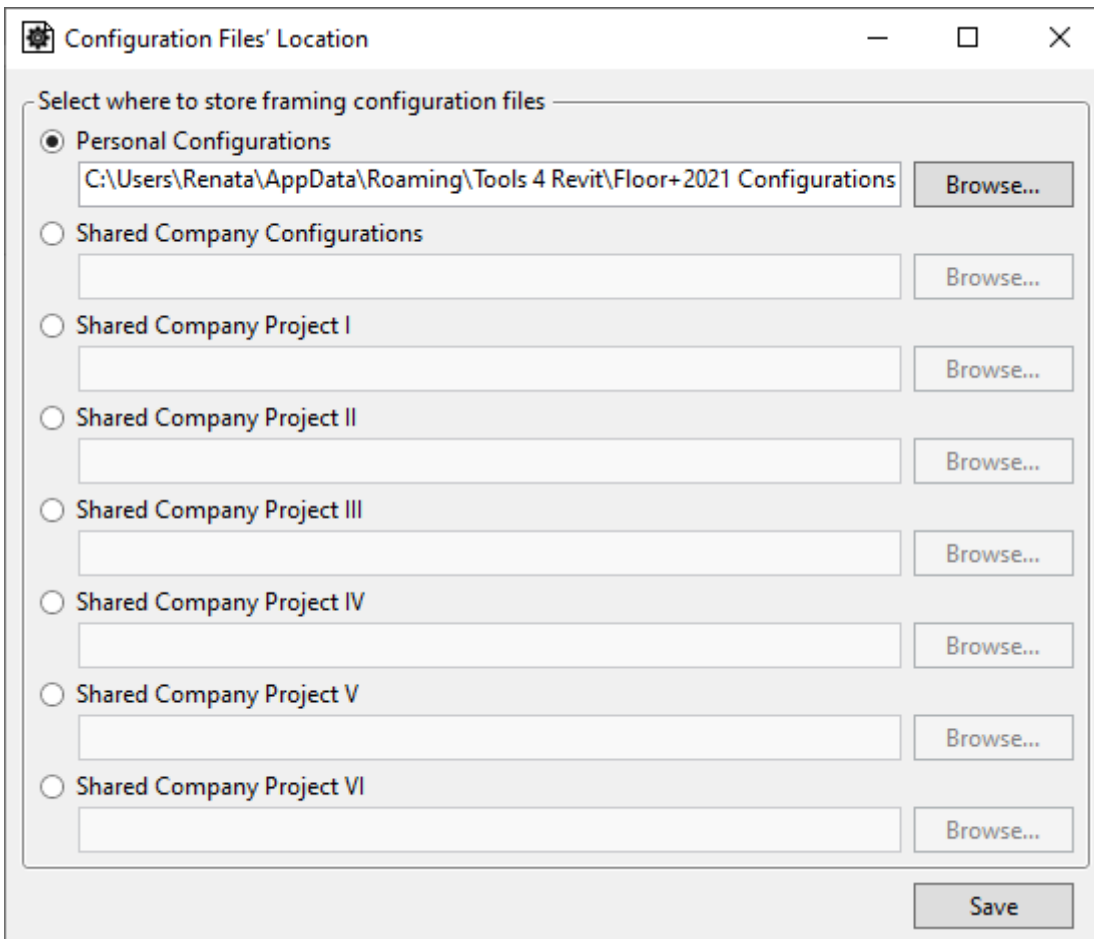 Configuration Files' Location
Select where to store framing configuration files
Personal Configurations
C:\Users\Renata\AppData\Roaming\Tools 4 Revit\Floor+2021 Configurations Browse...
Shared Company Configurations
Browse...
Shared Company Project I
Browse...
Shared Company Project II
Browse...
Shared Company Project III
Browse...
Shared Company Project IV
Browse...
Shared Company Project V
Browse...
Shared Company Project VI
Browse...
Save